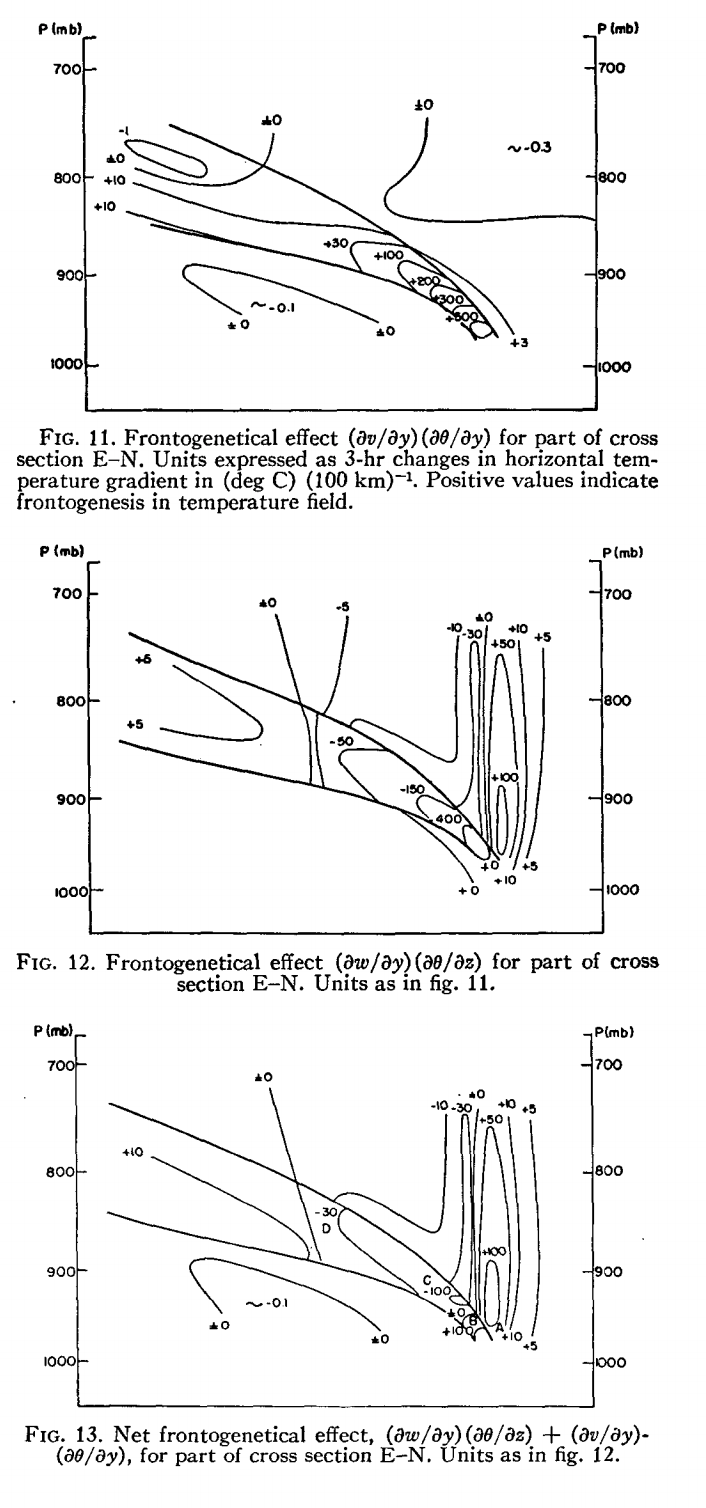 P (mb) P (mb)
700 700
±0 ±0
-1 ~-0.3
±0
800 800
+10
+10
+30 +100
900 +200 900
+300
~-0.1 +500
±0 ±0 +3
1000 1000
FIG. 11. Frontogenetical effect (∂v/∂y)(∂θ/∂y) for part of cross
section E–N. Units expressed as 3-hr changes in horizontal tem-
perature gradient in (deg C) (100 km)⁻¹. Positive values indicate
frontogenesis in temperature field.
P (mb) P (mb)
700 700
±0 -5 -10 -30 ±0 +50 +10 +5
+5
800 800
+5
-50
-150 +100
900 900
-400
+0 +5
+0 +10
1000 1000
FIG. 12. Frontogenetical effect (∂w/∂y)(∂θ/∂z) for part of cross
section E–N. Units as in fig. 11.
P (mb) P(mb)
700 700
±0 -10 -30 ±0 +50 +10 +5
+10
800 800
-30
D
+100
900 C 900
-100
~-0.1 ±0 B A
±0 ±0 +100 +10 +5
1000 1000
FIG. 13. Net frontogenetical effect, (∂w/∂y)(∂θ/∂z) + (∂v/∂y)-
(∂θ/∂y), for part of cross section E–N. Units as in fig. 12.